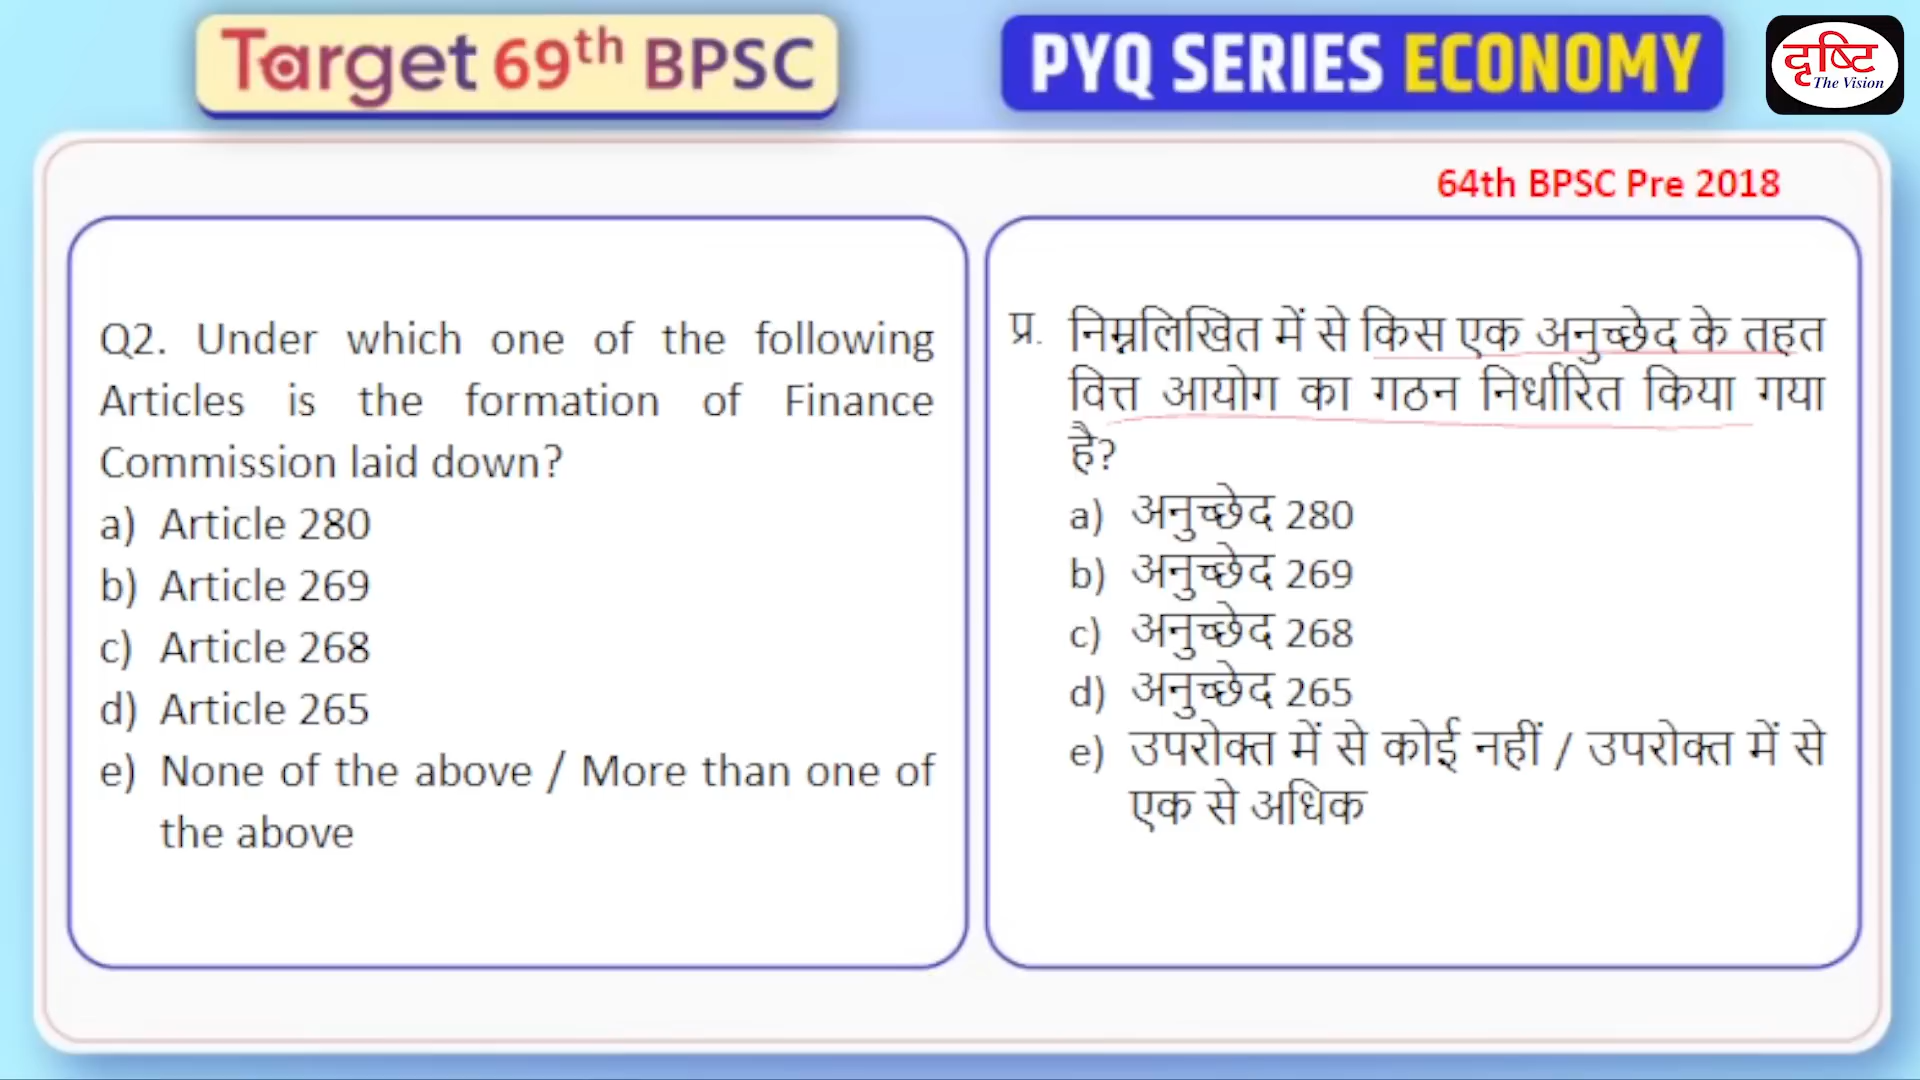 Target 69th BPSC
PYQ SERIES ECONOMY
दृष्टि
The Vision
64th BPSC Pre 2018
Q2. Under which one of the following
Articles is the formation of Finance
Commission laid down?
a) Article 280
b) Article 269
c) Article 268
d) Article 265
e) None of the above / More than one of
the above
प्र. निम्नलिखित में से किस एक अनुच्छेद के तहत
वित्त आयोग का गठन निर्धारित किया गया
है?
a) अनुच्छेद 280
b) अनुच्छेद 269
c) अनुच्छेद 268
d) अनुच्छेद 265
e) उपरोक्त में से कोई नहीं / उपरोक्त में से
एक से अधिक